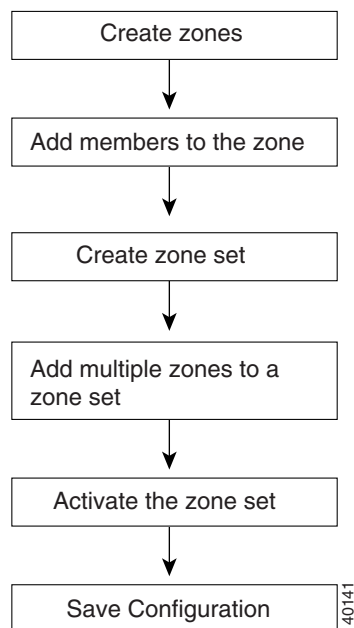 Create zones
Add members to the zone
Create zone set
Add multiple zones to a
zone set
Activate the zone set
Save Configuration
40141